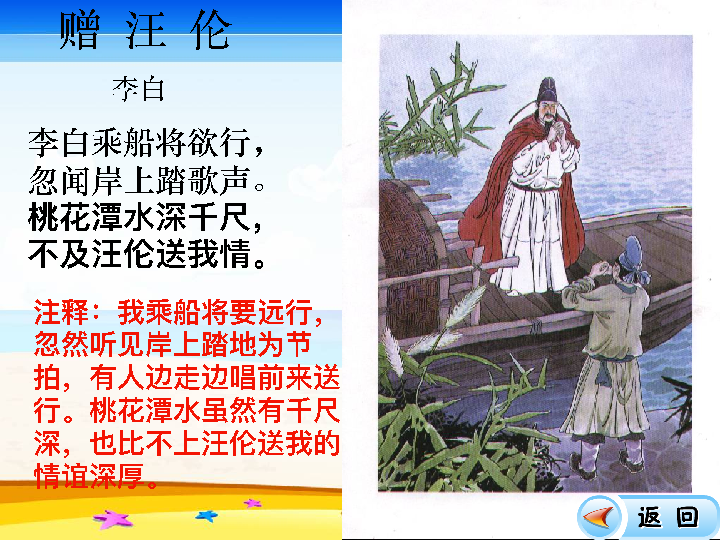 赠 汪 伦
李白
李白乘船将欲行，
忽闻岸上踏歌声。
桃花潭水深千尺，
不及汪伦送我情。
注释：我乘船将要远行，
忽然听见岸上踏地为节
拍，有人边走边唱前来送
行。桃花潭水虽然有千尺
深，也比不上汪伦送我的
情谊深厚。
返 回